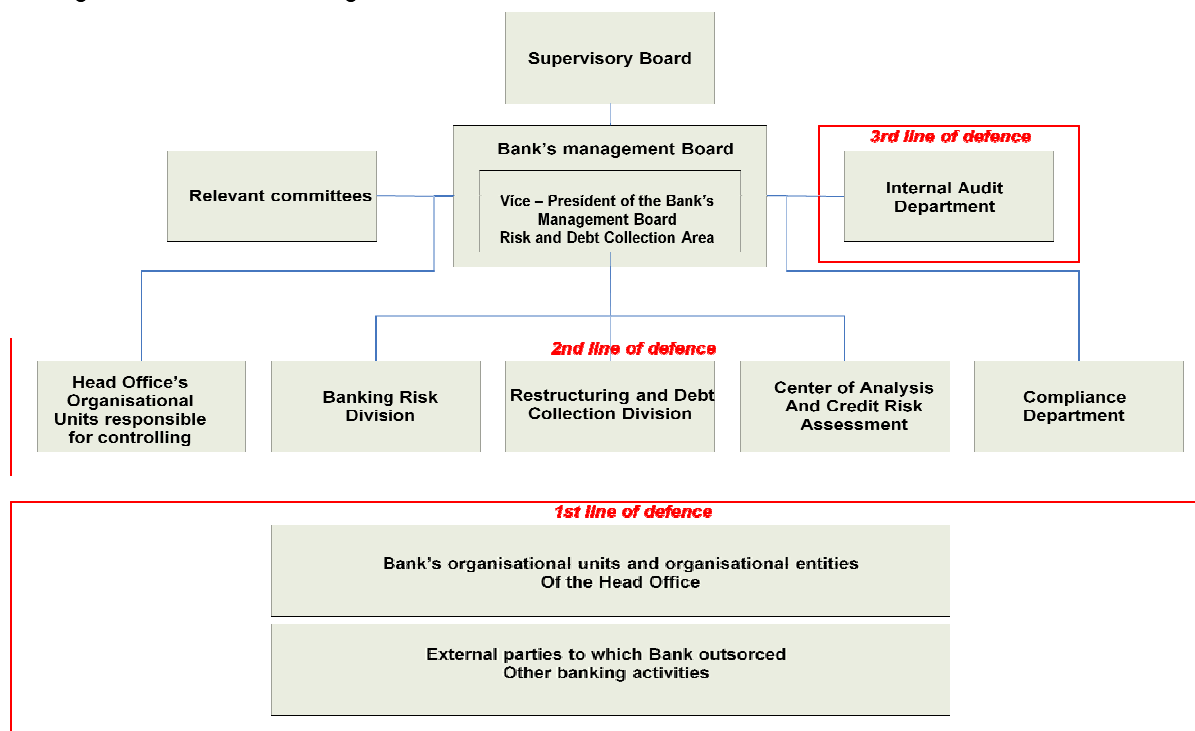 Supervisory Board
Bank’s management Board
Vice – President of the Bank’s
Management Board
Risk and Debt Collection Area
Relevant committees
3rd line of defence
Internal Audit
Department
2nd line of defence
Head Office’s
Organisational
Units responsible
for controlling
Banking Risk
Division
Restructuring and Debt
Collection Division
Center of Analysis
And Credit Risk
Assessment
Compliance
Department
1st line of defence
Bank’s organisational units and organisational entities
Of the Head Office
External parties to which Bank outsorced
Other banking activities